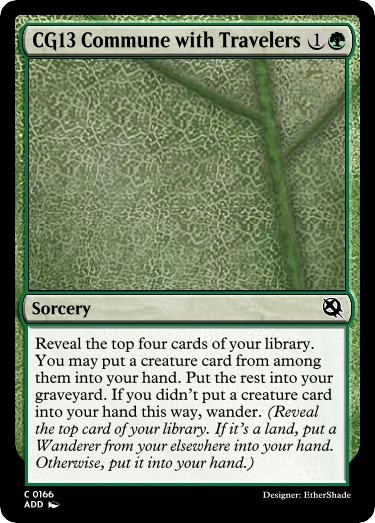 CG13 Commune with Travelers 1
Sorcery
Reveal the top four cards of your library.
You may put a creature card from among
them into your hand. Put the rest into your
graveyard. If you didn't put a creature card
into your hand this way, wander. (Reveal
the top card of your library. If it's a land, put a
Wanderer from your elsewhere into your hand.
Otherwise, put it into your hand.)
C 0166
ADD
Designer: EtherShade